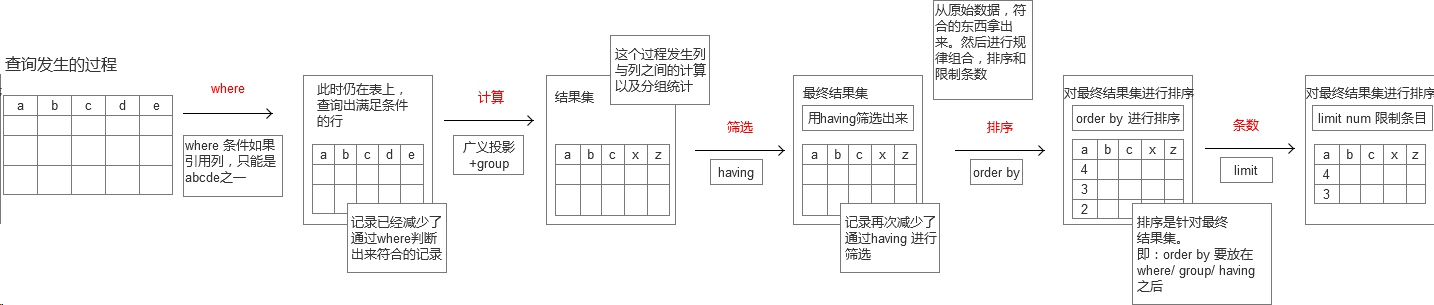 查询发生的过程
a b c d e
where
where 条件如果
引用列，只能是
abcde之一
此时仍在表上，
查询出满足条件
的行
a b c d e
记录已经减少了
通过where判断
出来符合的记录
计算
广义投影
+group
结果集
这个过程发生列
与列之间的计算
以及分组统计
a b c x z
筛选
having
最终结果集
用having筛选出来
a b c x z
记录再次减少了
通过having 进行
筛选
从原始数据，符
合的东西拿出
来。然后进行规
律组合，排序和
限制条数
排序
order by
对最终结果集进行排序
order by 进行排序
a b c x z
4
3
2
排序是针对最终
结果集。
即：order by 要放在
where/ group/ having
之后
条数
limit
对最终结果集进行排序
limit num 限制条目
a b c x z
4
3